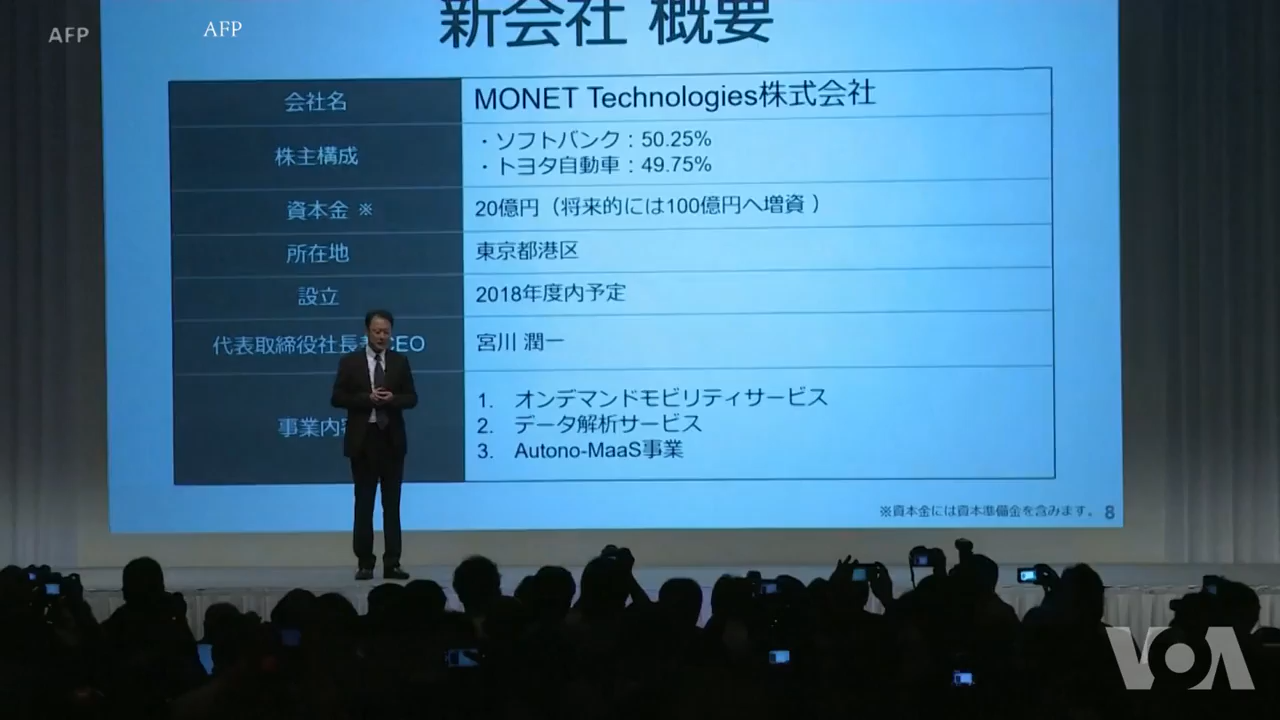 AFP
AFP
新会社 概要
会社名
MONET Technologies株式会社
株主構成
・ソフトバンク：50.25%
・トヨタ自動車：49.75%
資本金 ※
20億円（将来的には100億円へ増資 ）
所在地
東京都港区
設立
2018年度内予定
代表取締役社長 CEO
宮川 潤一
事業内
1. オンデマンドモビリティサービス
2. データ解析サービス
3. Autono-MaaS事業
※資本金には資本準備金を含みます。 8
VOA